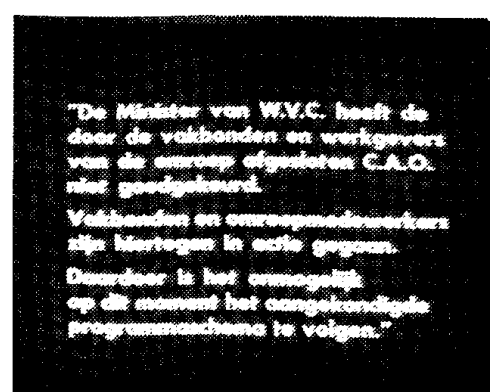 "De Minister van W.V.C. heeft de
door de vakbonden en werkgevers
van de omroep afgesloten C.A.O.
niet goedgekeurd.
Vakbonden en omroepmedewerkers
zijn hiertegen in actie gegaan.
Daardoor is het onmogelijk
op dit moment het aangekondigde
programmaschema te volgen."